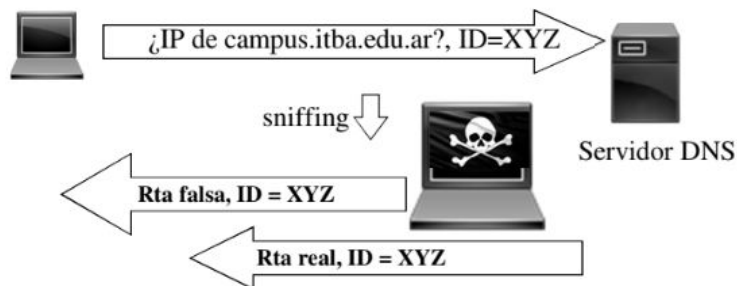 ¿IP de campus.itba.edu.ar?, ID=XYZ
sniffing
Servidor DNS
Rta falsa, ID = XYZ
Rta real, ID = XYZ